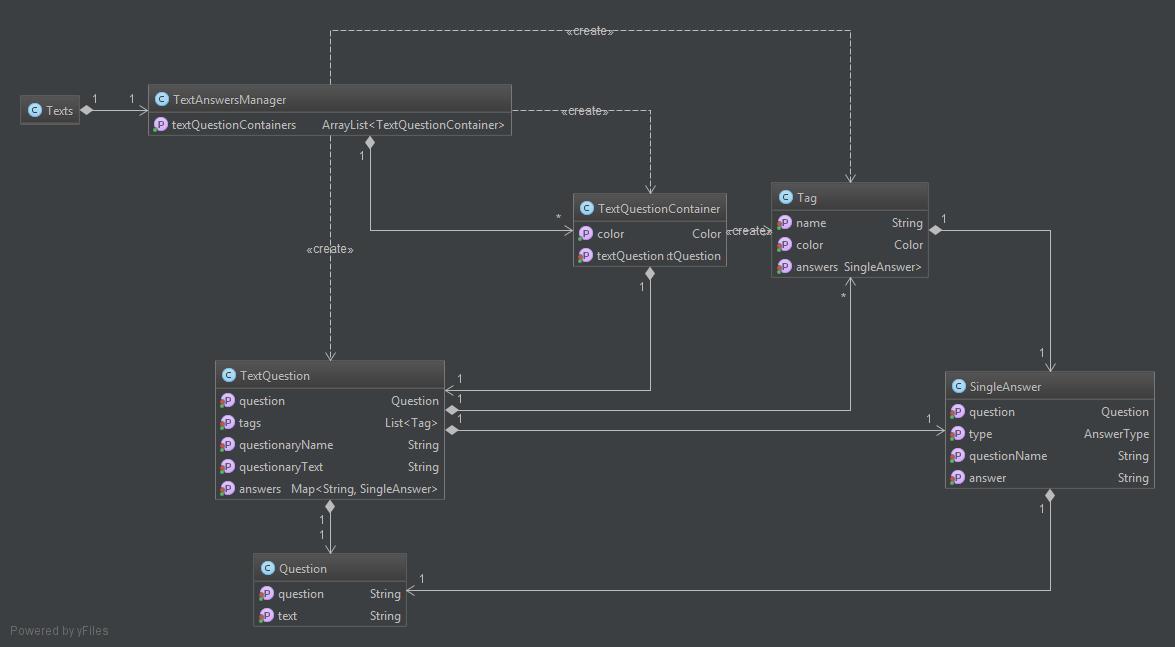 «create»
Texts
1
1
C
TextAnswersManager
P
textQuestionContainers ArrayList<TextQuestionContainer>
1
«create»
«create»
*
C
TextQuestionContainer
P
color Color
P
textQuestion :tQuestion
1
«create»
C
Tag
P
name String
P
color Color
P
answers SingleAnswer>
1
*
1
C
TextQuestion
P
question Question
P
tags List<Tag>
P
questionaryName String
P
questionaryText String
P
answers Map<String, SingleAnswer>
1
1
1
1
C
SingleAnswer
P
question Question
P
type AnswerType
P
questionName String
P
answer String
1
1
1
C
Question
P
question String
P
text String
1
Powered by yFiles